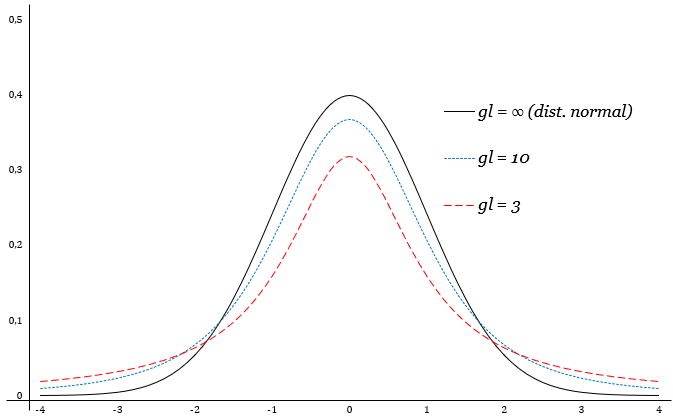 0,5
0,4
gl = ∞ (dist. normal)
gl = 10
0,3
gl = 3
0,2
0,1
0
-4 -3 -2 -1 0 1 2 3 4